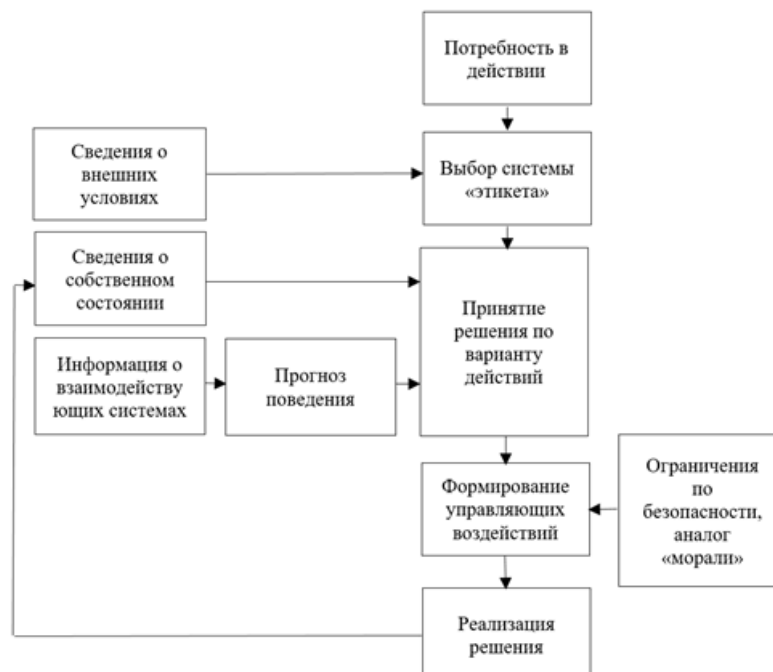 Потребность в
действии
Сведения о
внешних
условиях
Выбор системы
«этикета»
Сведения о
собственном
состоянии
Принятие
решения по
варианту
действий
Информация о
взаимодейству
ющих системах
Прогноз
поведения
Формирование
управляющих
воздействий
Ограничения
по
безопасности,
аналог
«морали»
Реализация
решения